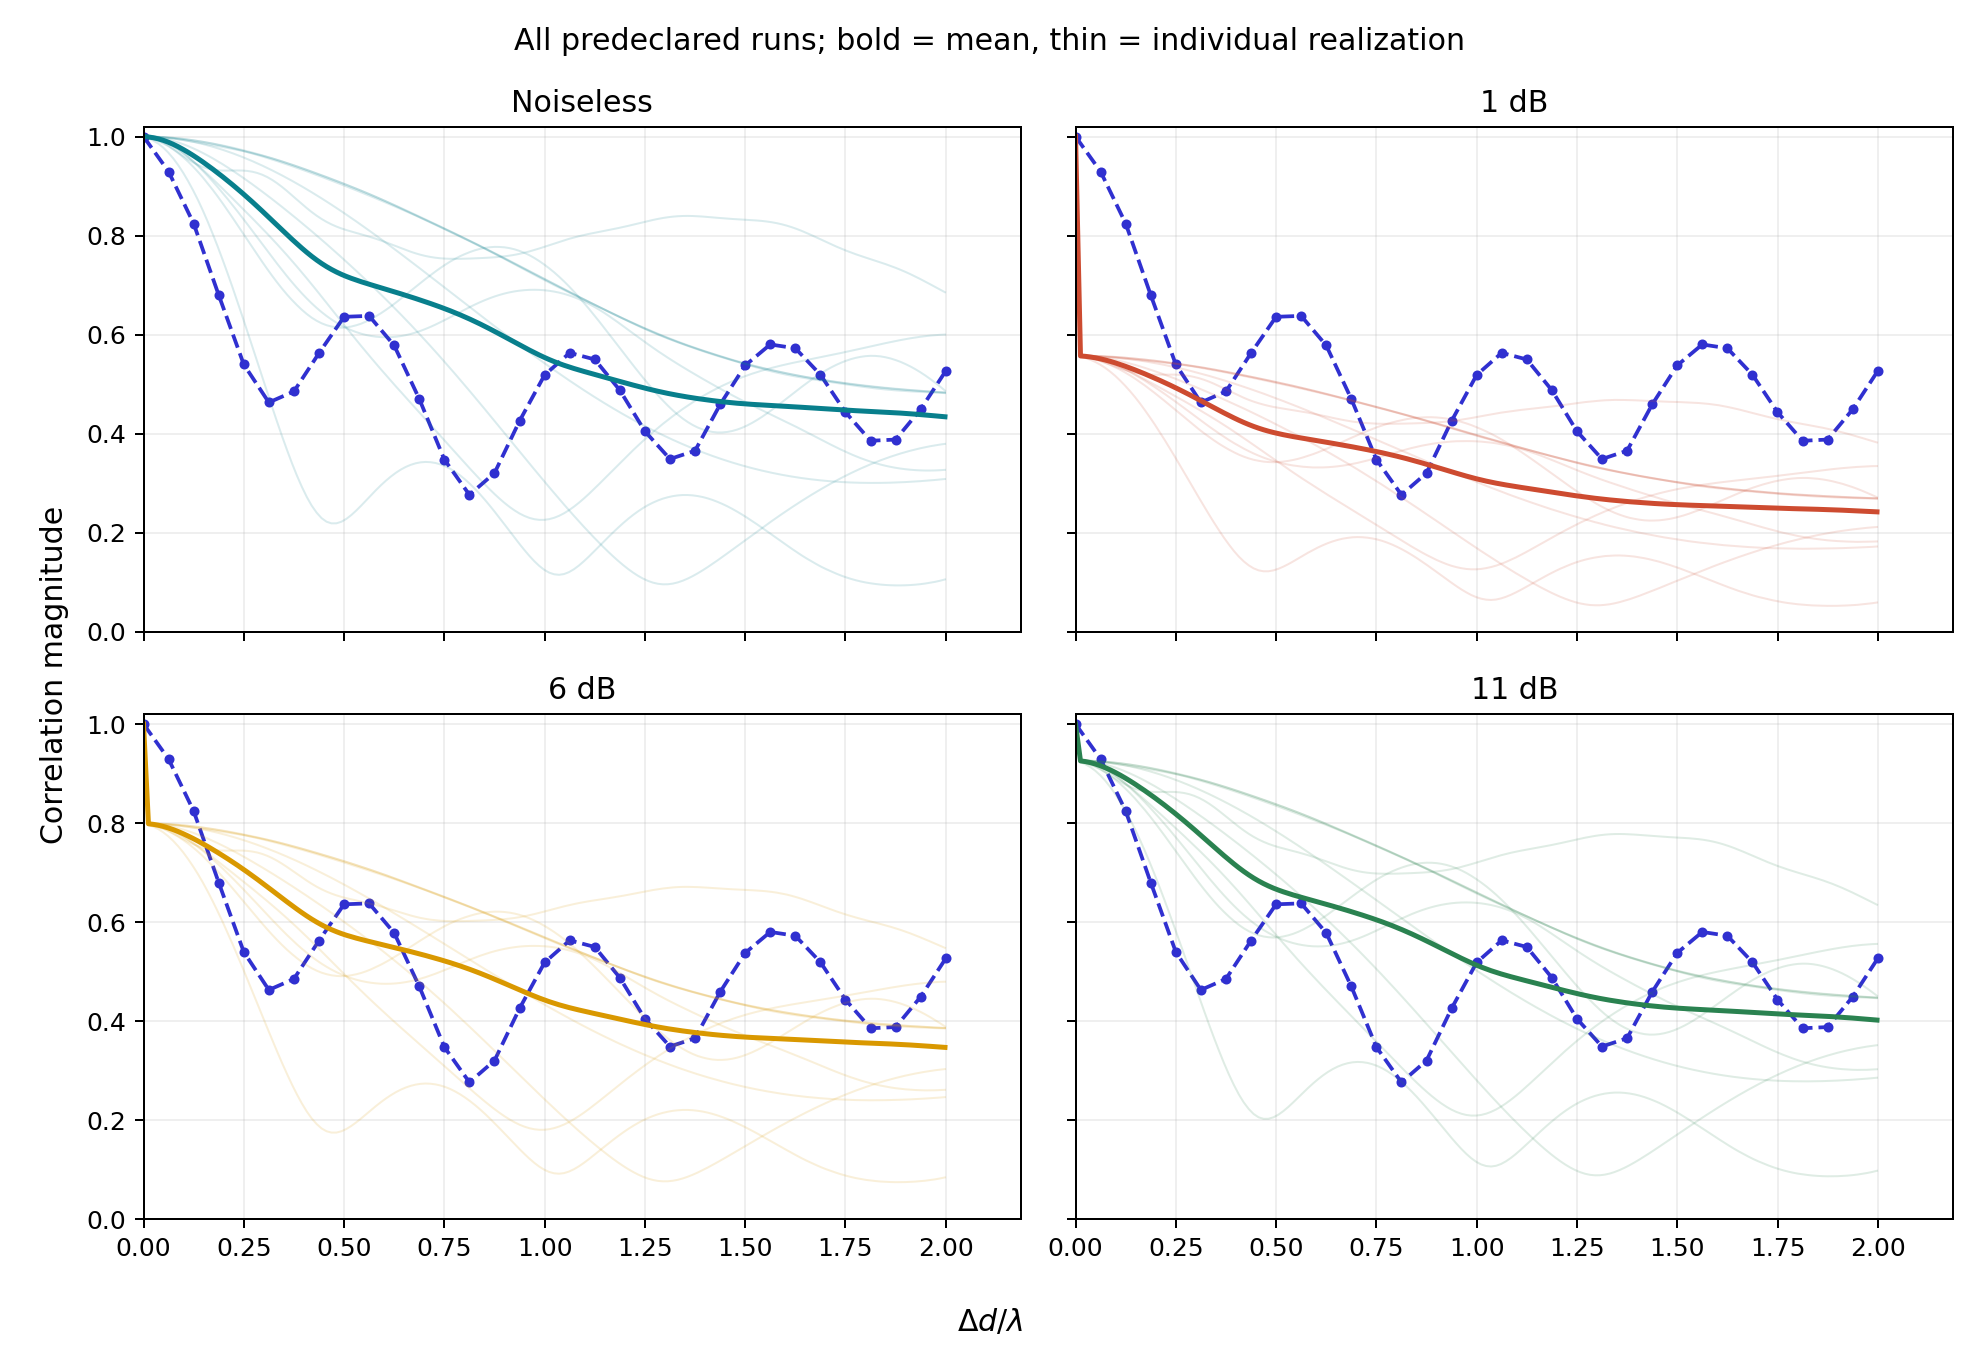 All predeclared runs; bold = mean, thin = individual realization
Noiseless
1 dB
1.0
0.8
0.6
0.4
0.2
0.0
Correlation magnitude
6 dB
11 dB
1.0
0.8
0.6
0.4
0.2
0.0
0.00 0.25 0.50 0.75 1.00 1.25 1.50 1.75 2.00
0.00 0.25 0.50 0.75 1.00 1.25 1.50 1.75 2.00
Δd/λ